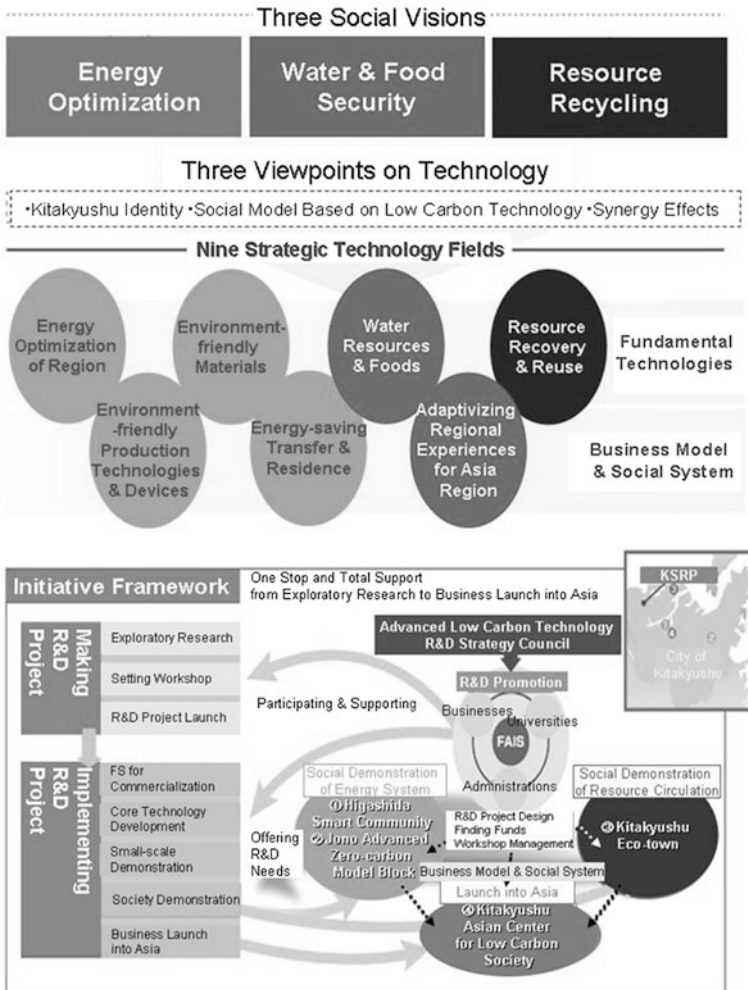 Three Social Visions
Energy
Optimization
Water & Food
Security
Resource
Recycling
Three Viewpoints on Technology
・Kitakyushu Identity ・Social Model Based on Low Carbon Technology ・Synergy Effects
Nine Strategic Technology Fields
Energy
Optimization
of Region
Environment-
friendly
Materials
Water
Resources
& Foods
Resource
Recovery
& Reuse
Fundamental
Technologies
Environment
-friendly
Production
Technologies
& Devices
Energy-saving
Transfer &
Residence
Adaptivizing
Regional
Experiences
for Asia
Region
Business Model
& Social System
Initiative Framework
One Stop and Total Support
from Exploratory Research to Business Launch into Asia
KSRP
City of
Kitakyushu
Making
R&D
Project
Exploratory Research
Setting Workshop
R&D Project Launch
Participating & Supporting
Advanced Low Carbon Technology
R&D Strategy Council
R&D Promotion
Businesses
Universities
FAIS
Administrations
Implementing
R&D
Project
FS for
Commercialization
Core Technology
Development
Small-scale
Demonstration
Society Demonstration
Business Launch
into Asia
Offering
R&D
Needs
Social Demonstration
of Energy System
①Higashida
Smart Community
②Jono Advanced
Zero-carbon
Model Block
R&D Project Design
Finding Funds
Workshop Management
Social Demonstration
of Resource Circulation
③Kitakyushu
Eco-town
Business Model & Social System
Launch into Asia
④Kitakyushu
Asian Center
for Low Carbon
Society